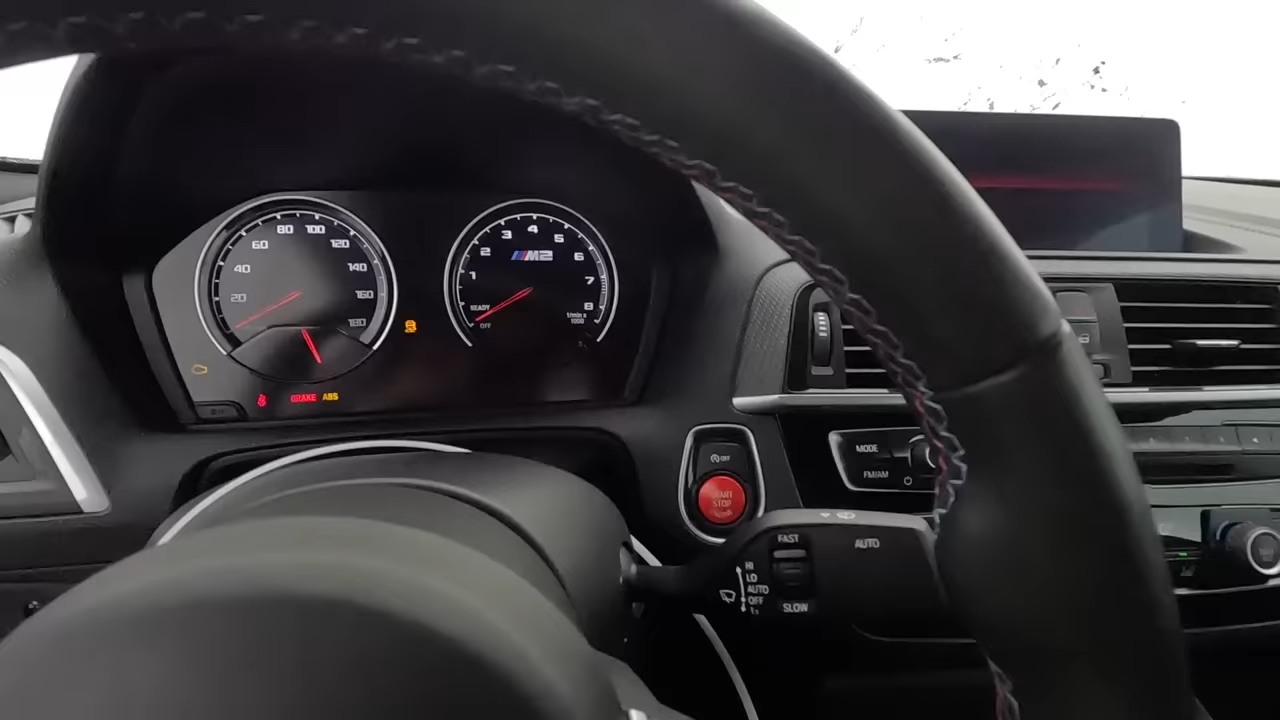 20
40
60
80
100
120
140
160
180
BRAKE ABS
1
2
3
4
5
6
7
8
M2
READY
OFF
1/min x
1000
OFF
START
STOP
MODE
FM/AM
FAST
SLOW
HI
LO
AUTO
OFF
1x
AUTO